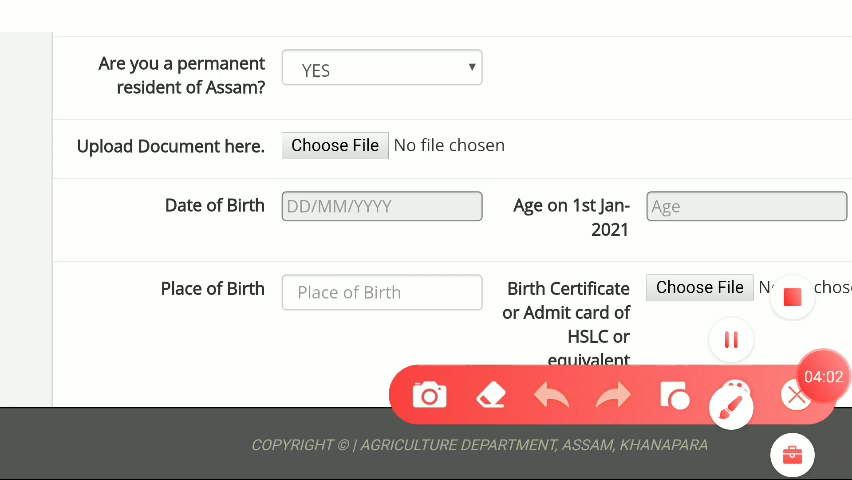 Are you a permanent
resident of Assam?
YES
Upload Document here.
Choose File No file chosen
Date of Birth
DD/MM/YYYY
Age on 1st Jan-
2021
Age
Place of Birth
Place of Birth
Birth Certificate
or Admit card of
HSLC or
equivalent
Choose File
04:02
COPYRIGHT © | AGRICULTURE DEPARTMENT, ASSAM, KHANAPARA